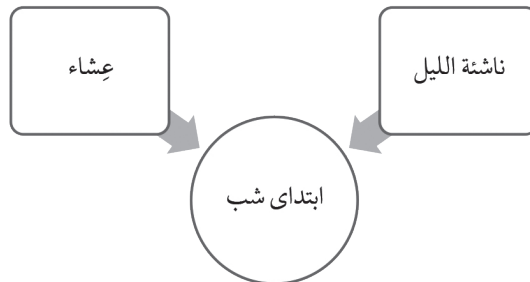 ناشئة الليل
عِشاء
ابتدای شب